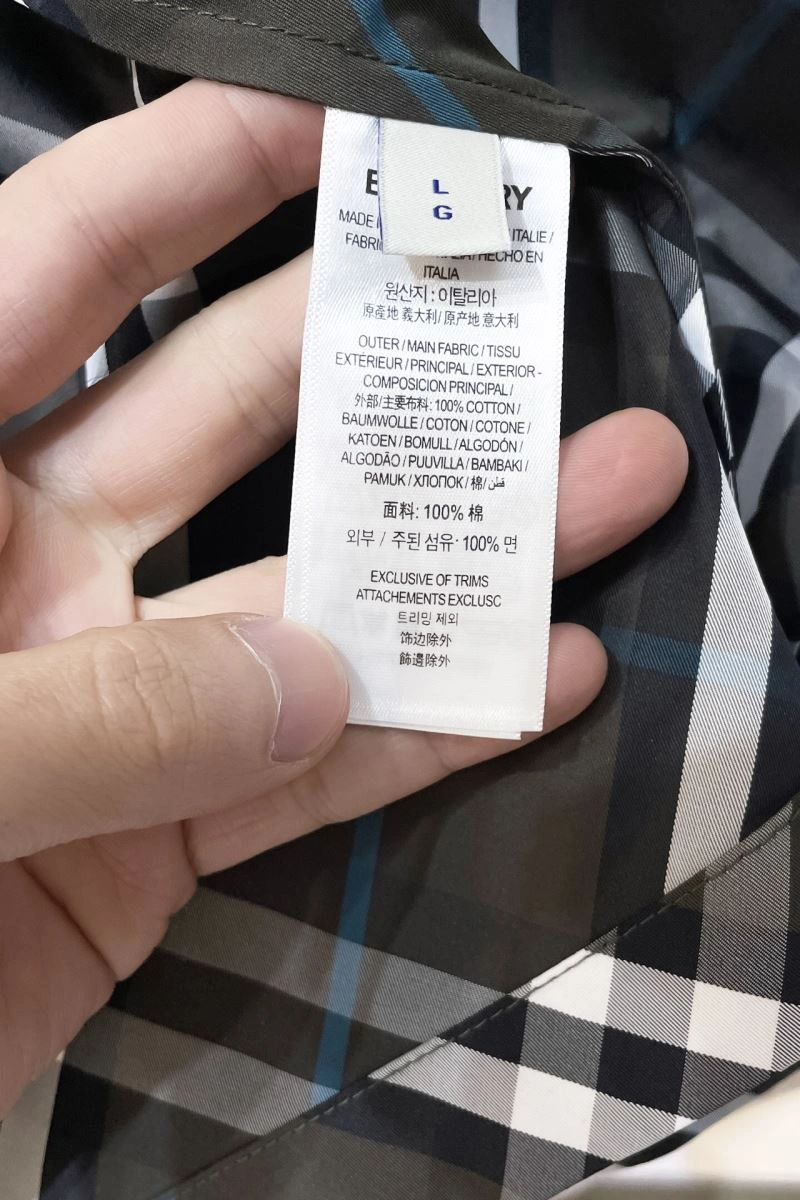 L
G
MADE
ITALIE /
HECHO EN
ITALIA
원산지 : 이탈리아
原產地 義大利/ 原产地 意大利
OUTER / MAIN FABRIC / TISSU
EXTÉRIEUR / PRINCIPAL / EXTERIOR -
COMPOSICION PRINCIPAL /
外部/主要布料: 100% COTTON /
BAUMWOLLE / COTON / COTONE /
KATOEN / BOMULL / ALGODÓN /
ALGODÃO / PUUVILLA / BAMBAKI /
PAMUK / ХЛОПОК / 棉/ قطن
面料: 100% 棉
외부 / 주된 섬유· 100% 면
EXCLUSIVE OF TRIMS
ATTACHEMENTS EXCLUSC
트리밍 제외
饰边除外
飾邊除外